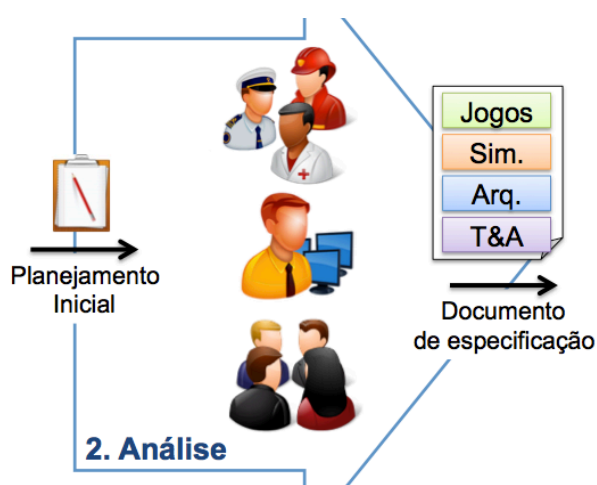 Jogos
Sim.
Arq.
T&A
Planejamento
Inicial
Documento
de especificação
2. Análise